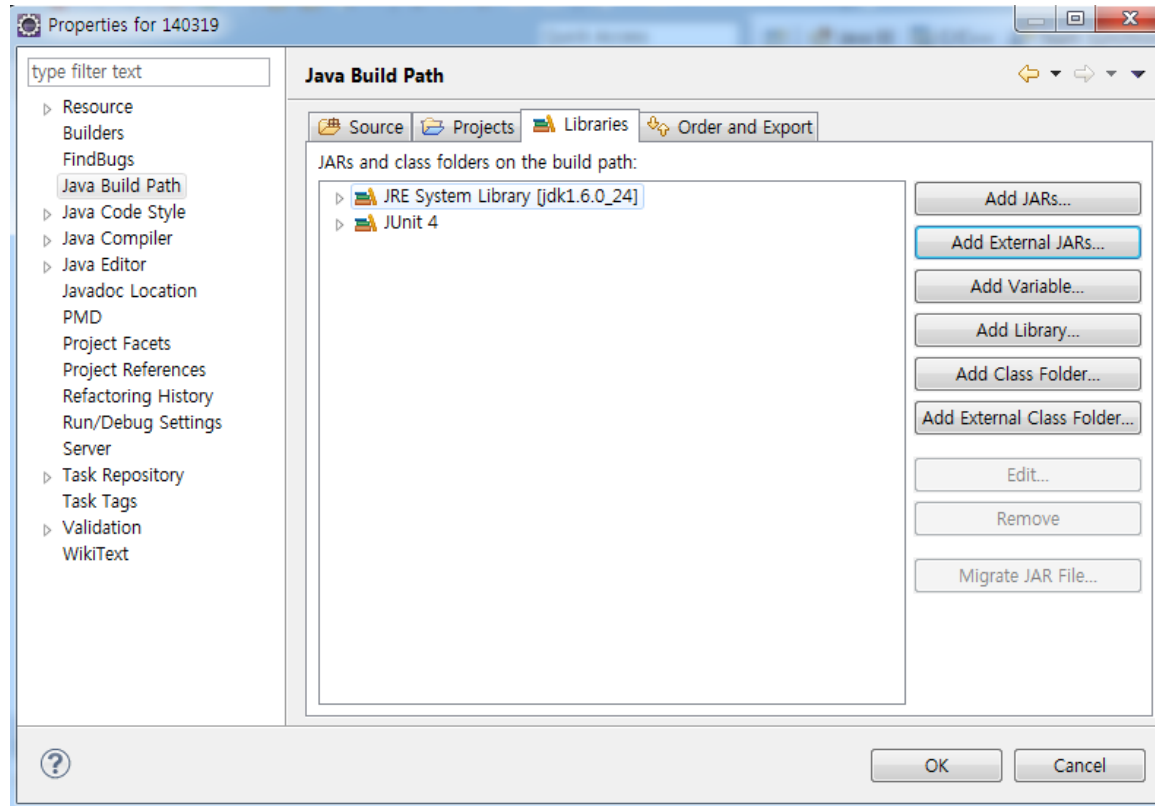 Properties for 140319
type filter text
Java Build Path
Resource
Builders
FindBugs
Java Build Path
Java Code Style
Java Compiler
Java Editor
Javadoc Location
PMD
Project Facets
Project References
Refactoring History
Run/Debug Settings
Server
Task Repository
Task Tags
Validation
WikiText
Source
Projects
Libraries
Order and Export
JARs and class folders on the build path:
JRE System Library [jdk1.6.0_24]
JUnit 4
Add JARs...
Add External JARs...
Add Variable...
Add Library...
Add Class Folder...
Add External Class Folder...
Edit...
Remove
Migrate JAR File...
OK
Cancel